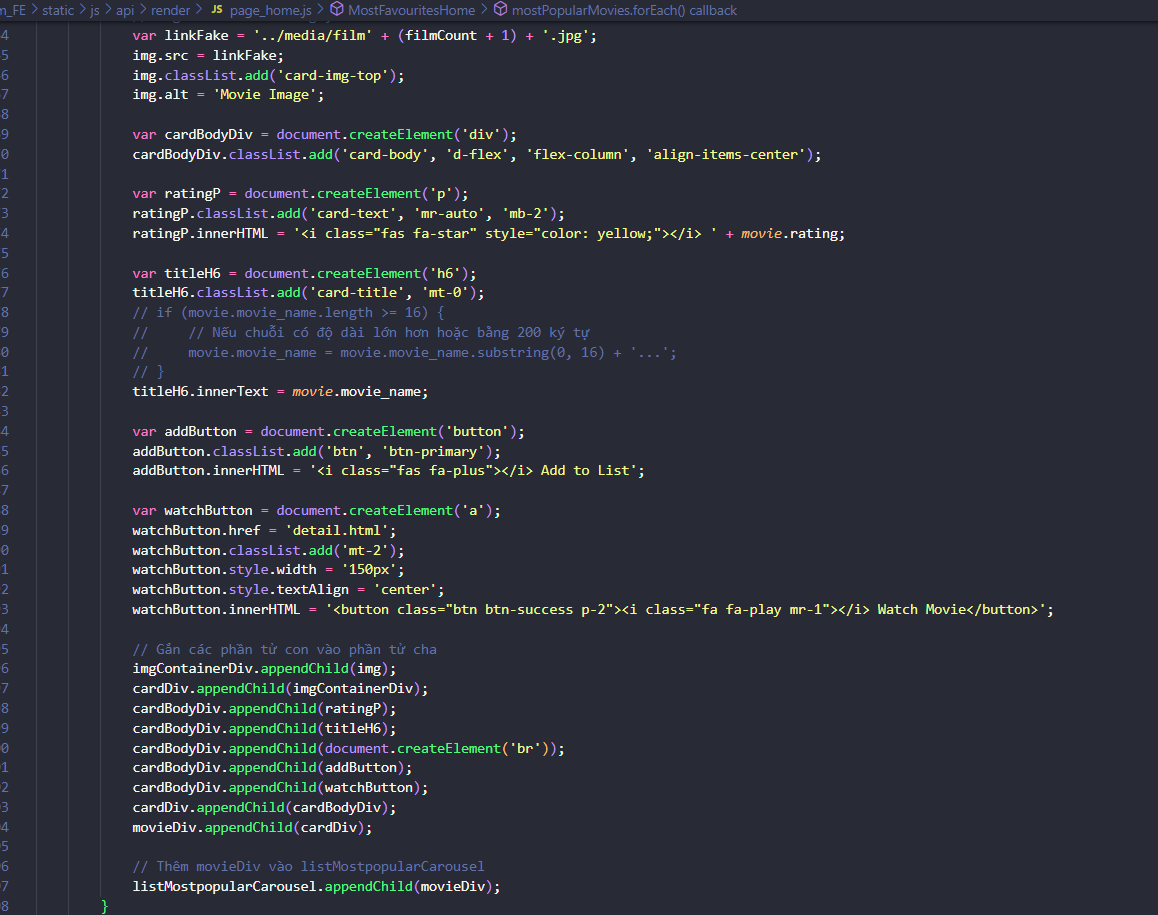 m_FE > static > js > api > render > JS page_home.js > MostFavouritesHome > mostPopularMovies.forEach() callback
4 var linkFake = '../media/film' + (filmCount + 1) + '.jpg';
5 img.src = linkFake;
6 img.classList.add('card-img-top');
7 img.alt = 'Movie Image';
8
9 var cardBodyDiv = document.createElement('div');
0 cardBodyDiv.classList.add('card-body', 'd-flex', 'flex-column', 'align-items-center');
1
2 var ratingP = document.createElement('p');
3 ratingP.classList.add('card-text', 'mr-auto', 'mb-2');
4 ratingP.innerHTML = '<i class="fas fa-star" style="color: yellow;"></i> ' + movie.rating;
5
6 var titleH6 = document.createElement('h6');
7 titleH6.classList.add('card-title', 'mt-0');
8 // if (movie.movie_name.length >= 16) {
9 //     // Nếu chuỗi có độ dài lớn hơn hoặc bằng 200 ký tự
0 //     movie.movie_name = movie.movie_name.substring(0, 16) + '...';
1 // }
2 titleH6.innerText = movie.movie_name;
3
4 var addButton = document.createElement('button');
5 addButton.classList.add('btn', 'btn-primary');
6 addButton.innerHTML = '<i class="fas fa-plus"></i> Add to List';
7
8 var watchButton = document.createElement('a');
9 watchButton.href = 'detail.html';
0 watchButton.classList.add('mt-2');
1 watchButton.style.width = '150px';
2 watchButton.style.textAlign = 'center';
3 watchButton.innerHTML = '<button class="btn btn-success p-2"><i class="fa fa-play mr-1"></i> Watch Movie</button>';
4
5 // Gắn các phần tử con vào phần tử cha
6 imgContainerDiv.appendChild(img);
7 cardDiv.appendChild(imgContainerDiv);
8 cardBodyDiv.appendChild(ratingP);
9 cardBodyDiv.appendChild(titleH6);
0 cardBodyDiv.appendChild(document.createElement('br'));
1 cardBodyDiv.appendChild(addButton);
2 cardBodyDiv.appendChild(watchButton);
3 cardDiv.appendChild(cardBodyDiv);
4 movieDiv.appendChild(cardDiv);
5
6 // Thêm movieDiv vào listMostpopularCarousel
7 listMostpopularCarousel.appendChild(movieDiv);
8 }